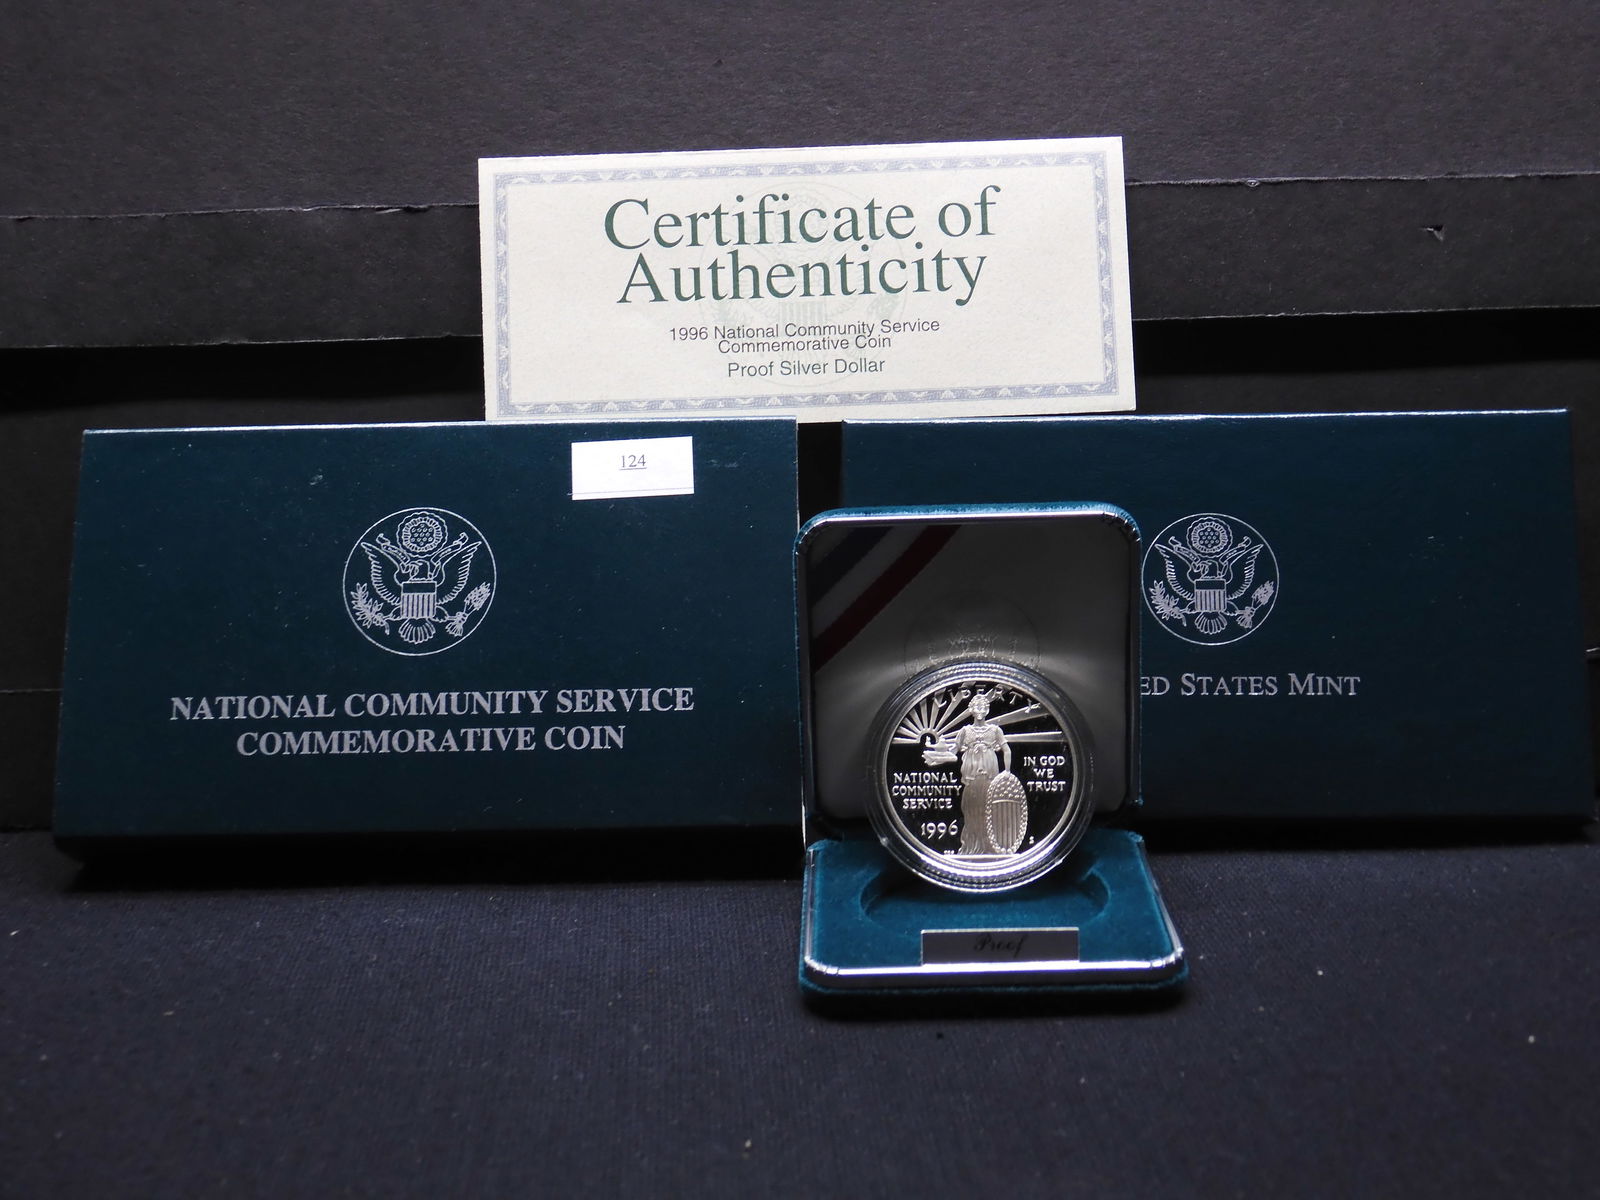 Certificate of
Authenticity
1996 National Community Service
Commemorative Coin
Proof Silver Dollar
124
NATIONAL COMMUNITY SERVICE
COMMEMORATIVE COIN
ED STATES MINT
LIBERTY
NATIONAL
COMMUNITY
SERVICE
1996
IN GOD
WE
TRUST
S
Proof